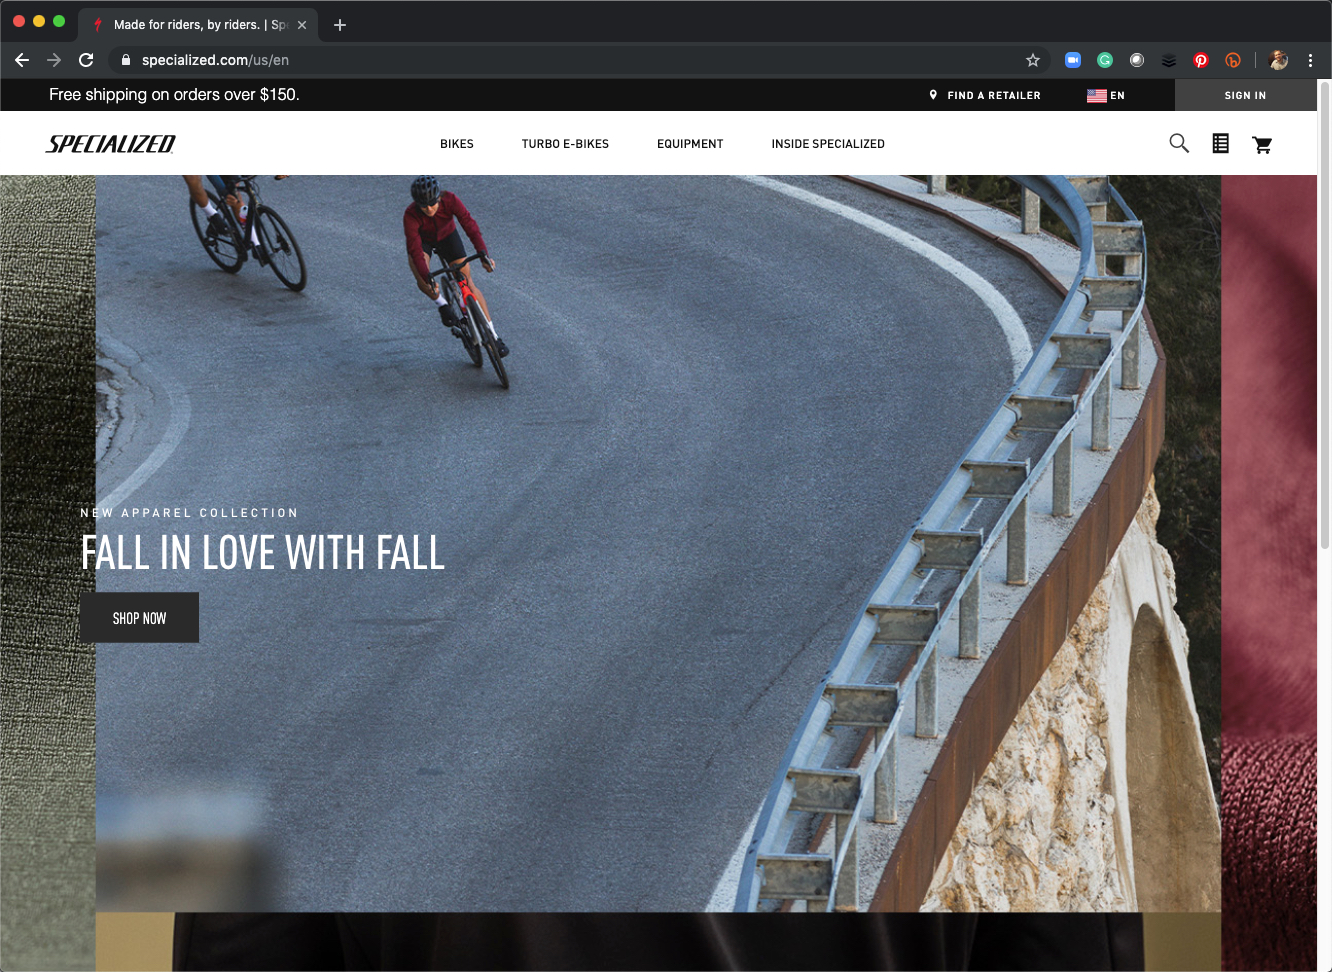 Made for riders, by riders. | Spe
specialized.com/us/en
Free shipping on orders over $150.
FIND A RETAILER
EN
SIGN IN
SPECIALIZED
BIKES
TURBO E-BIKES
EQUIPMENT
INSIDE SPECIALIZED
NEW APPAREL COLLECTION
FALL IN LOVE WITH FALL
SHOP NOW